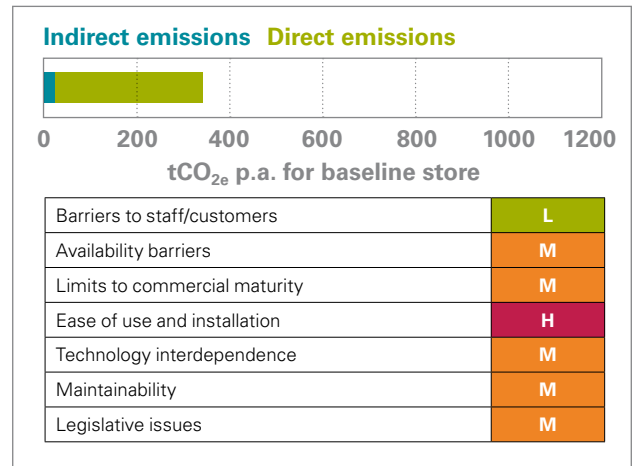 Indirect emissions Direct emissions
0 200 400 600 800 1000 1200
tCO2e p.a. for baseline store
Barriers to staff/customers L
Availability barriers M
Limits to commercial maturity M
Ease of use and installation H
Technology interdependence M
Maintainability M
Legislative issues M